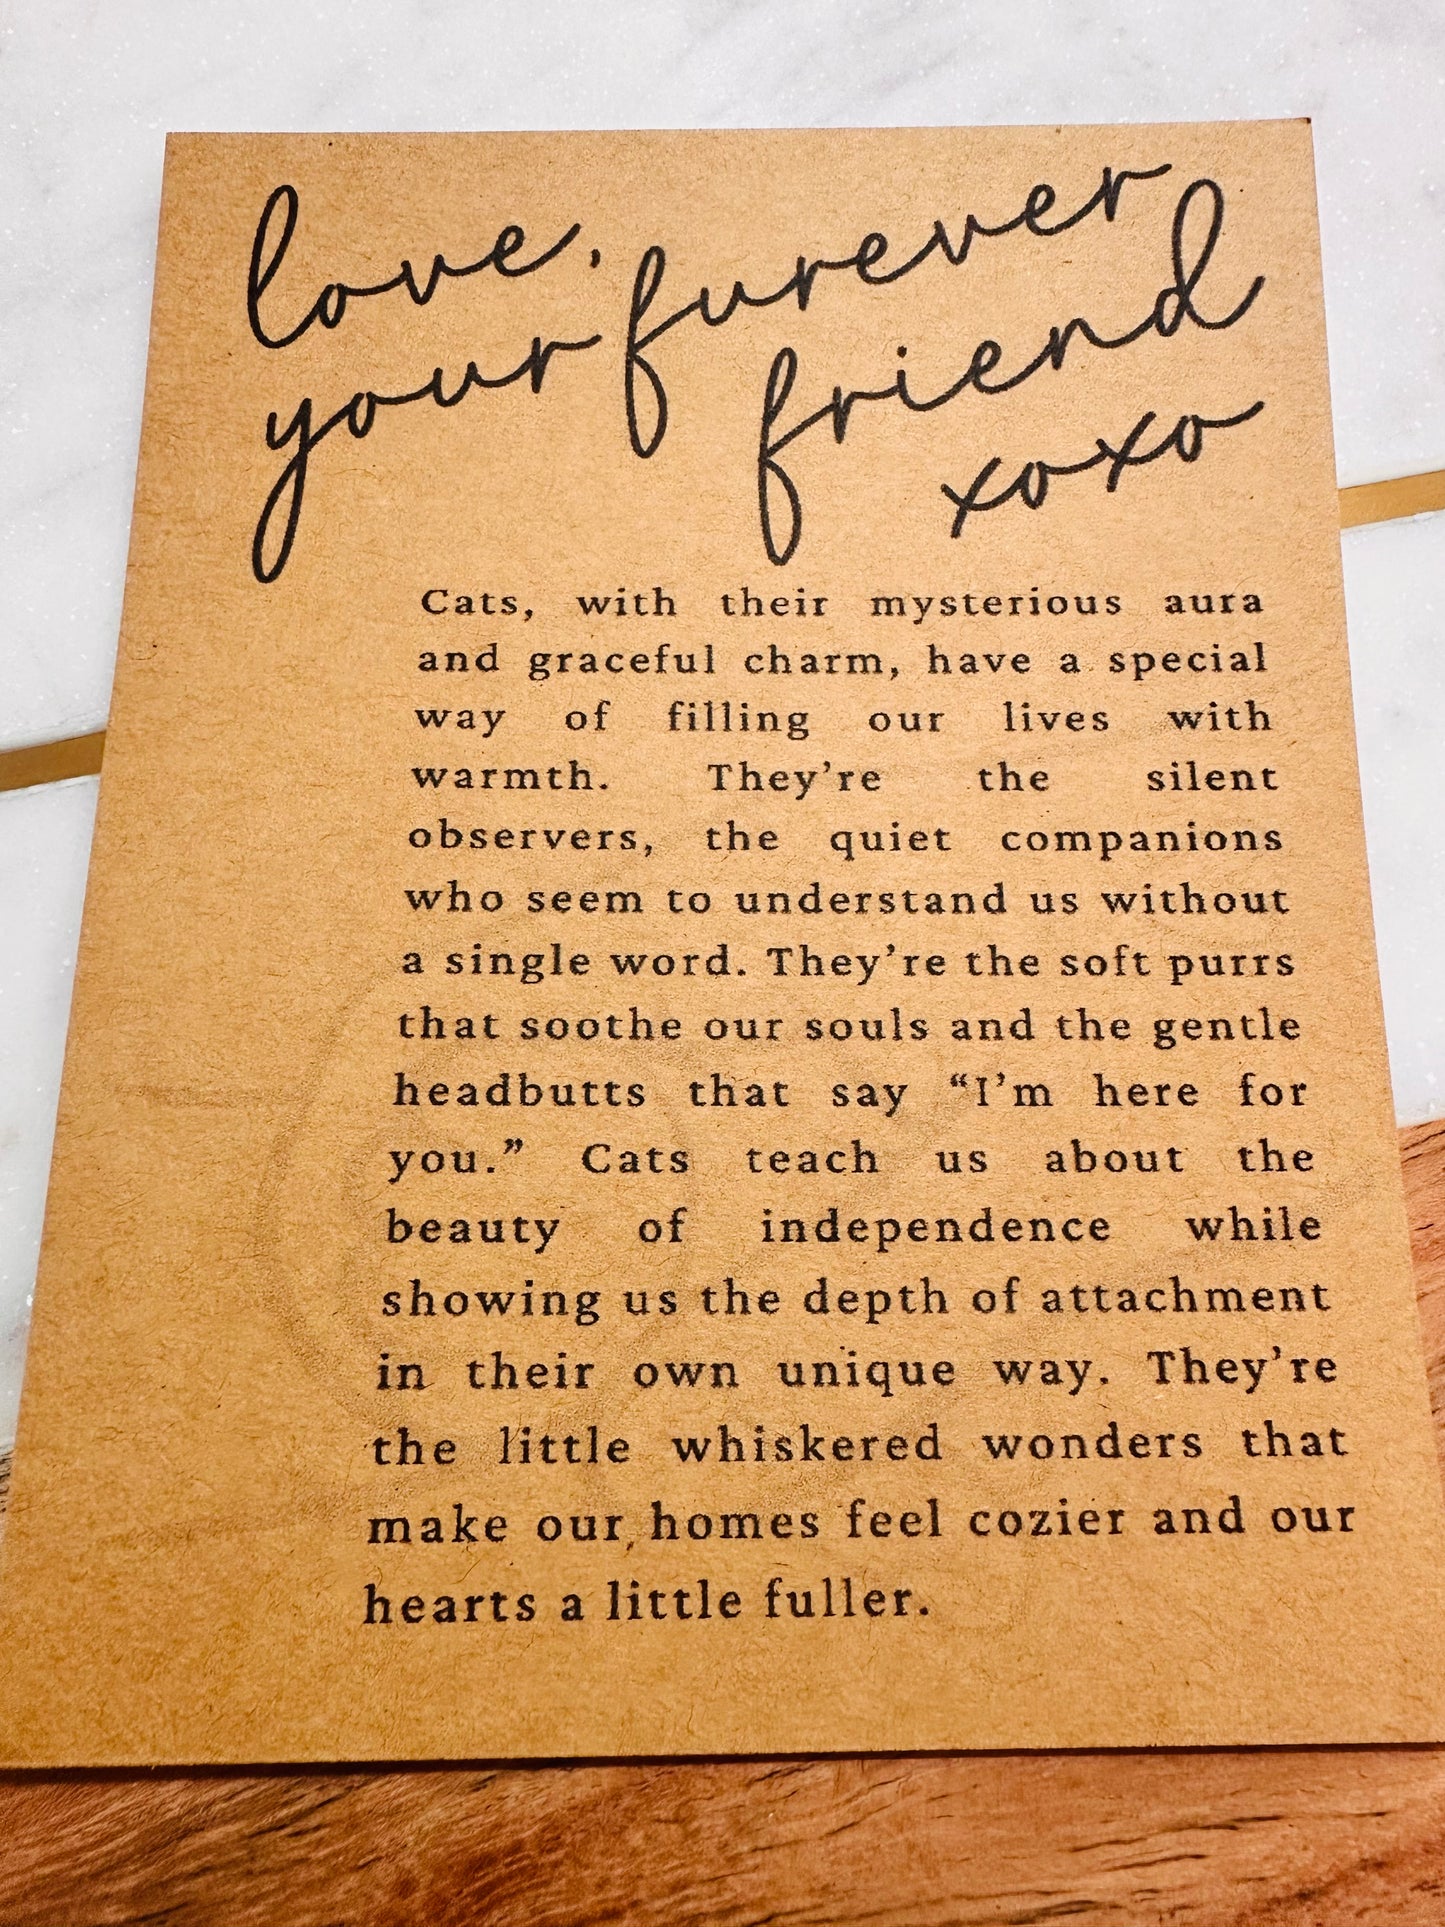 love,
your furever
friend
xoxo
Cats, with their mysterious aura
and graceful charm, have a special
way of filling our lives with
warmth. They’re the silent
observers, the quiet companions
who seem to understand us without
a single word. They’re the soft purrs
that soothe our souls and the gentle
headbutts that say “I’m here for
you.” Cats teach us about the
beauty of independence while
showing us the depth of attachment
in their own unique way. They’re
the little whiskered wonders that
make our homes feel cozier and our
hearts a little fuller.